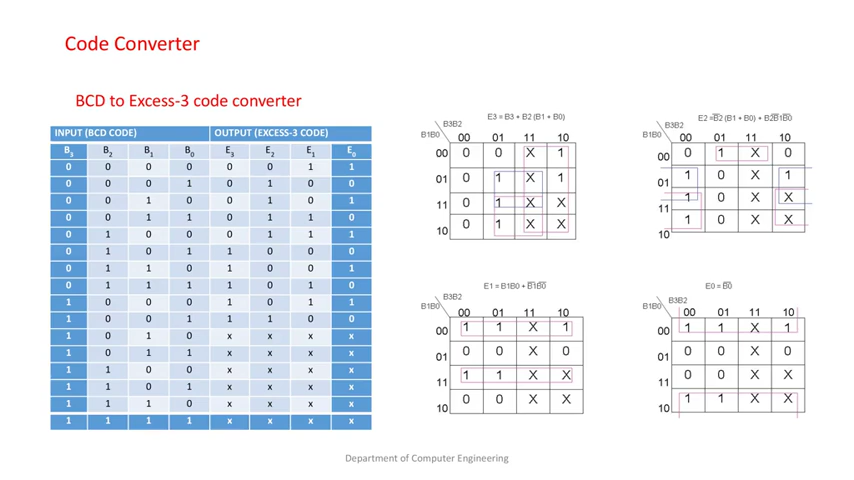 Code Converter
BCD to Excess-3 code converter
INPUT (BCD CODE) OUTPUT (EXCESS-3 CODE)
B3 B2 B1 B0 E3 E2 E1 E0
0 0 0 0 0 0 1 1
0 0 0 1 0 1 0 0
0 0 1 0 0 1 0 1
0 0 1 1 0 1 1 0
0 1 0 0 0 1 1 1
0 1 0 1 1 0 0 0
0 1 1 0 1 0 0 1
0 1 1 1 1 0 1 0
1 0 0 0 1 0 1 1
1 0 0 1 1 1 0 0
1 0 1 0 x x x x
1 0 1 1 x x x x
1 1 0 0 x x x x
1 1 0 1 x x x x
1 1 1 0 x x x x
1 1 1 1 x x x x
E3 = B3 + B2 (B1 + B0)
B3B2
B1B0 00 01 11 10
00 0 0 X 1
01 0 1 X 1
11 0 1 X X
10 0 1 X X
E2 = B̅2 (B1 + B0) + B2B̅1B̅0
B3B2
B1B0 00 01 11 10
00 0 1 X 0
01 1 0 X 1
11 1 0 X X
10 1 0 X X
E1 = B1B0 + B̅1B̅0
B3B2
B1B0 00 01 11 10
00 1 1 X 1
01 0 0 X 0
11 1 1 X X
10 0 0 X X
E0 = B̅0
B3B2
B1B0 00 01 11 10
00 1 1 X 1
01 0 0 X 0
11 0 0 X X
10 1 1 X X
Department of Computer Engineering